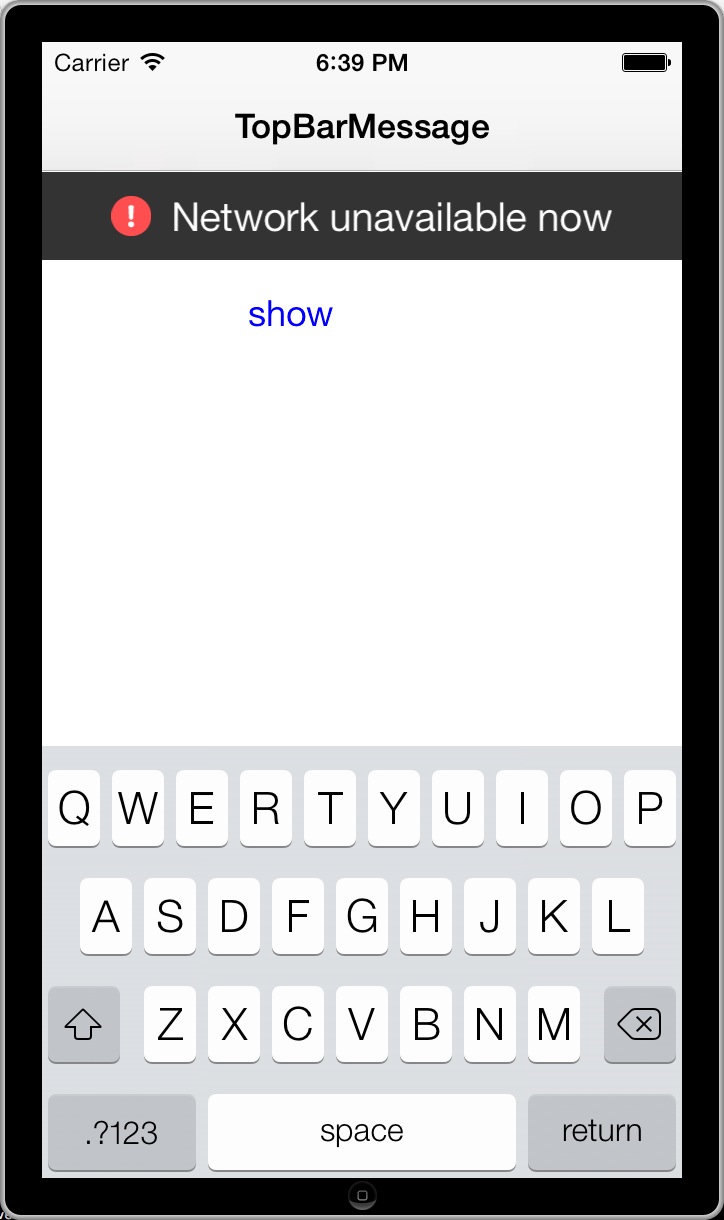 Carrier 6:39 PM
TopBarMessage
! Network unavailable now
show
Q W E R T Y U I O P
A S D F G H J K L
Z X C V B N M
.?123 space return